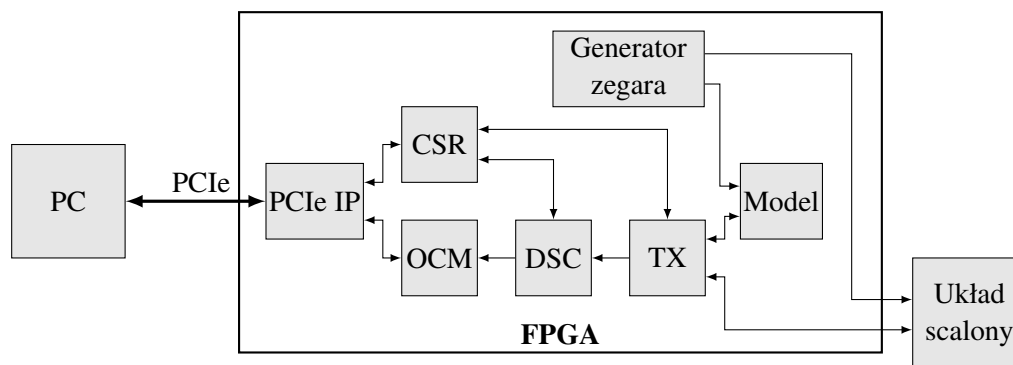 Generator
zegara
CSR
PCIe
PC
PCIe IP
Model
OCM
DSC
TX
Układ
scalony
FPGA